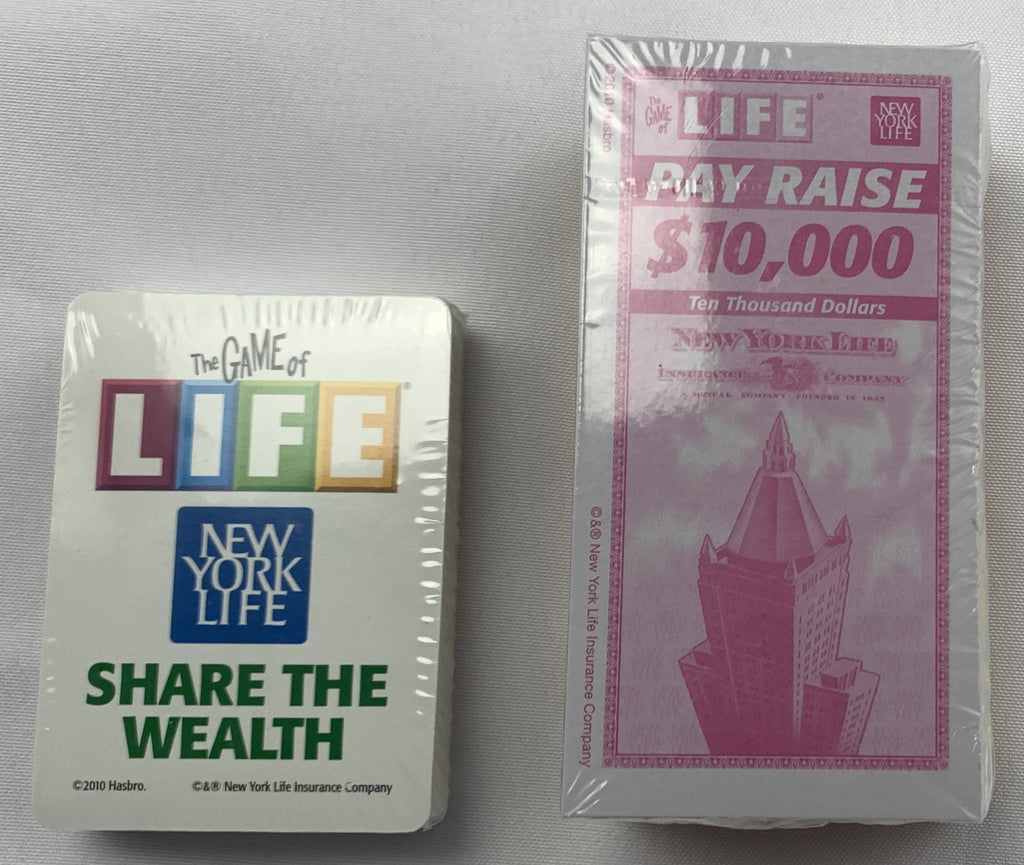 The GAME of
LIFE®
NEW
YORK
LIFE
SHARE THE
WEALTH
©2010 Hasbro.
©&® New York Life Insurance Company
©2010 Hasbro
The
GAME
of
LIFE®
NEW
YORK
LIFE
PAY RAISE
$10,000
Ten Thousand Dollars
NEW YORK LIFE
INSURANCE COMPANY
A MUTUAL COMPANY FOUNDED IN 1845
©&® New York Life Insurance Company